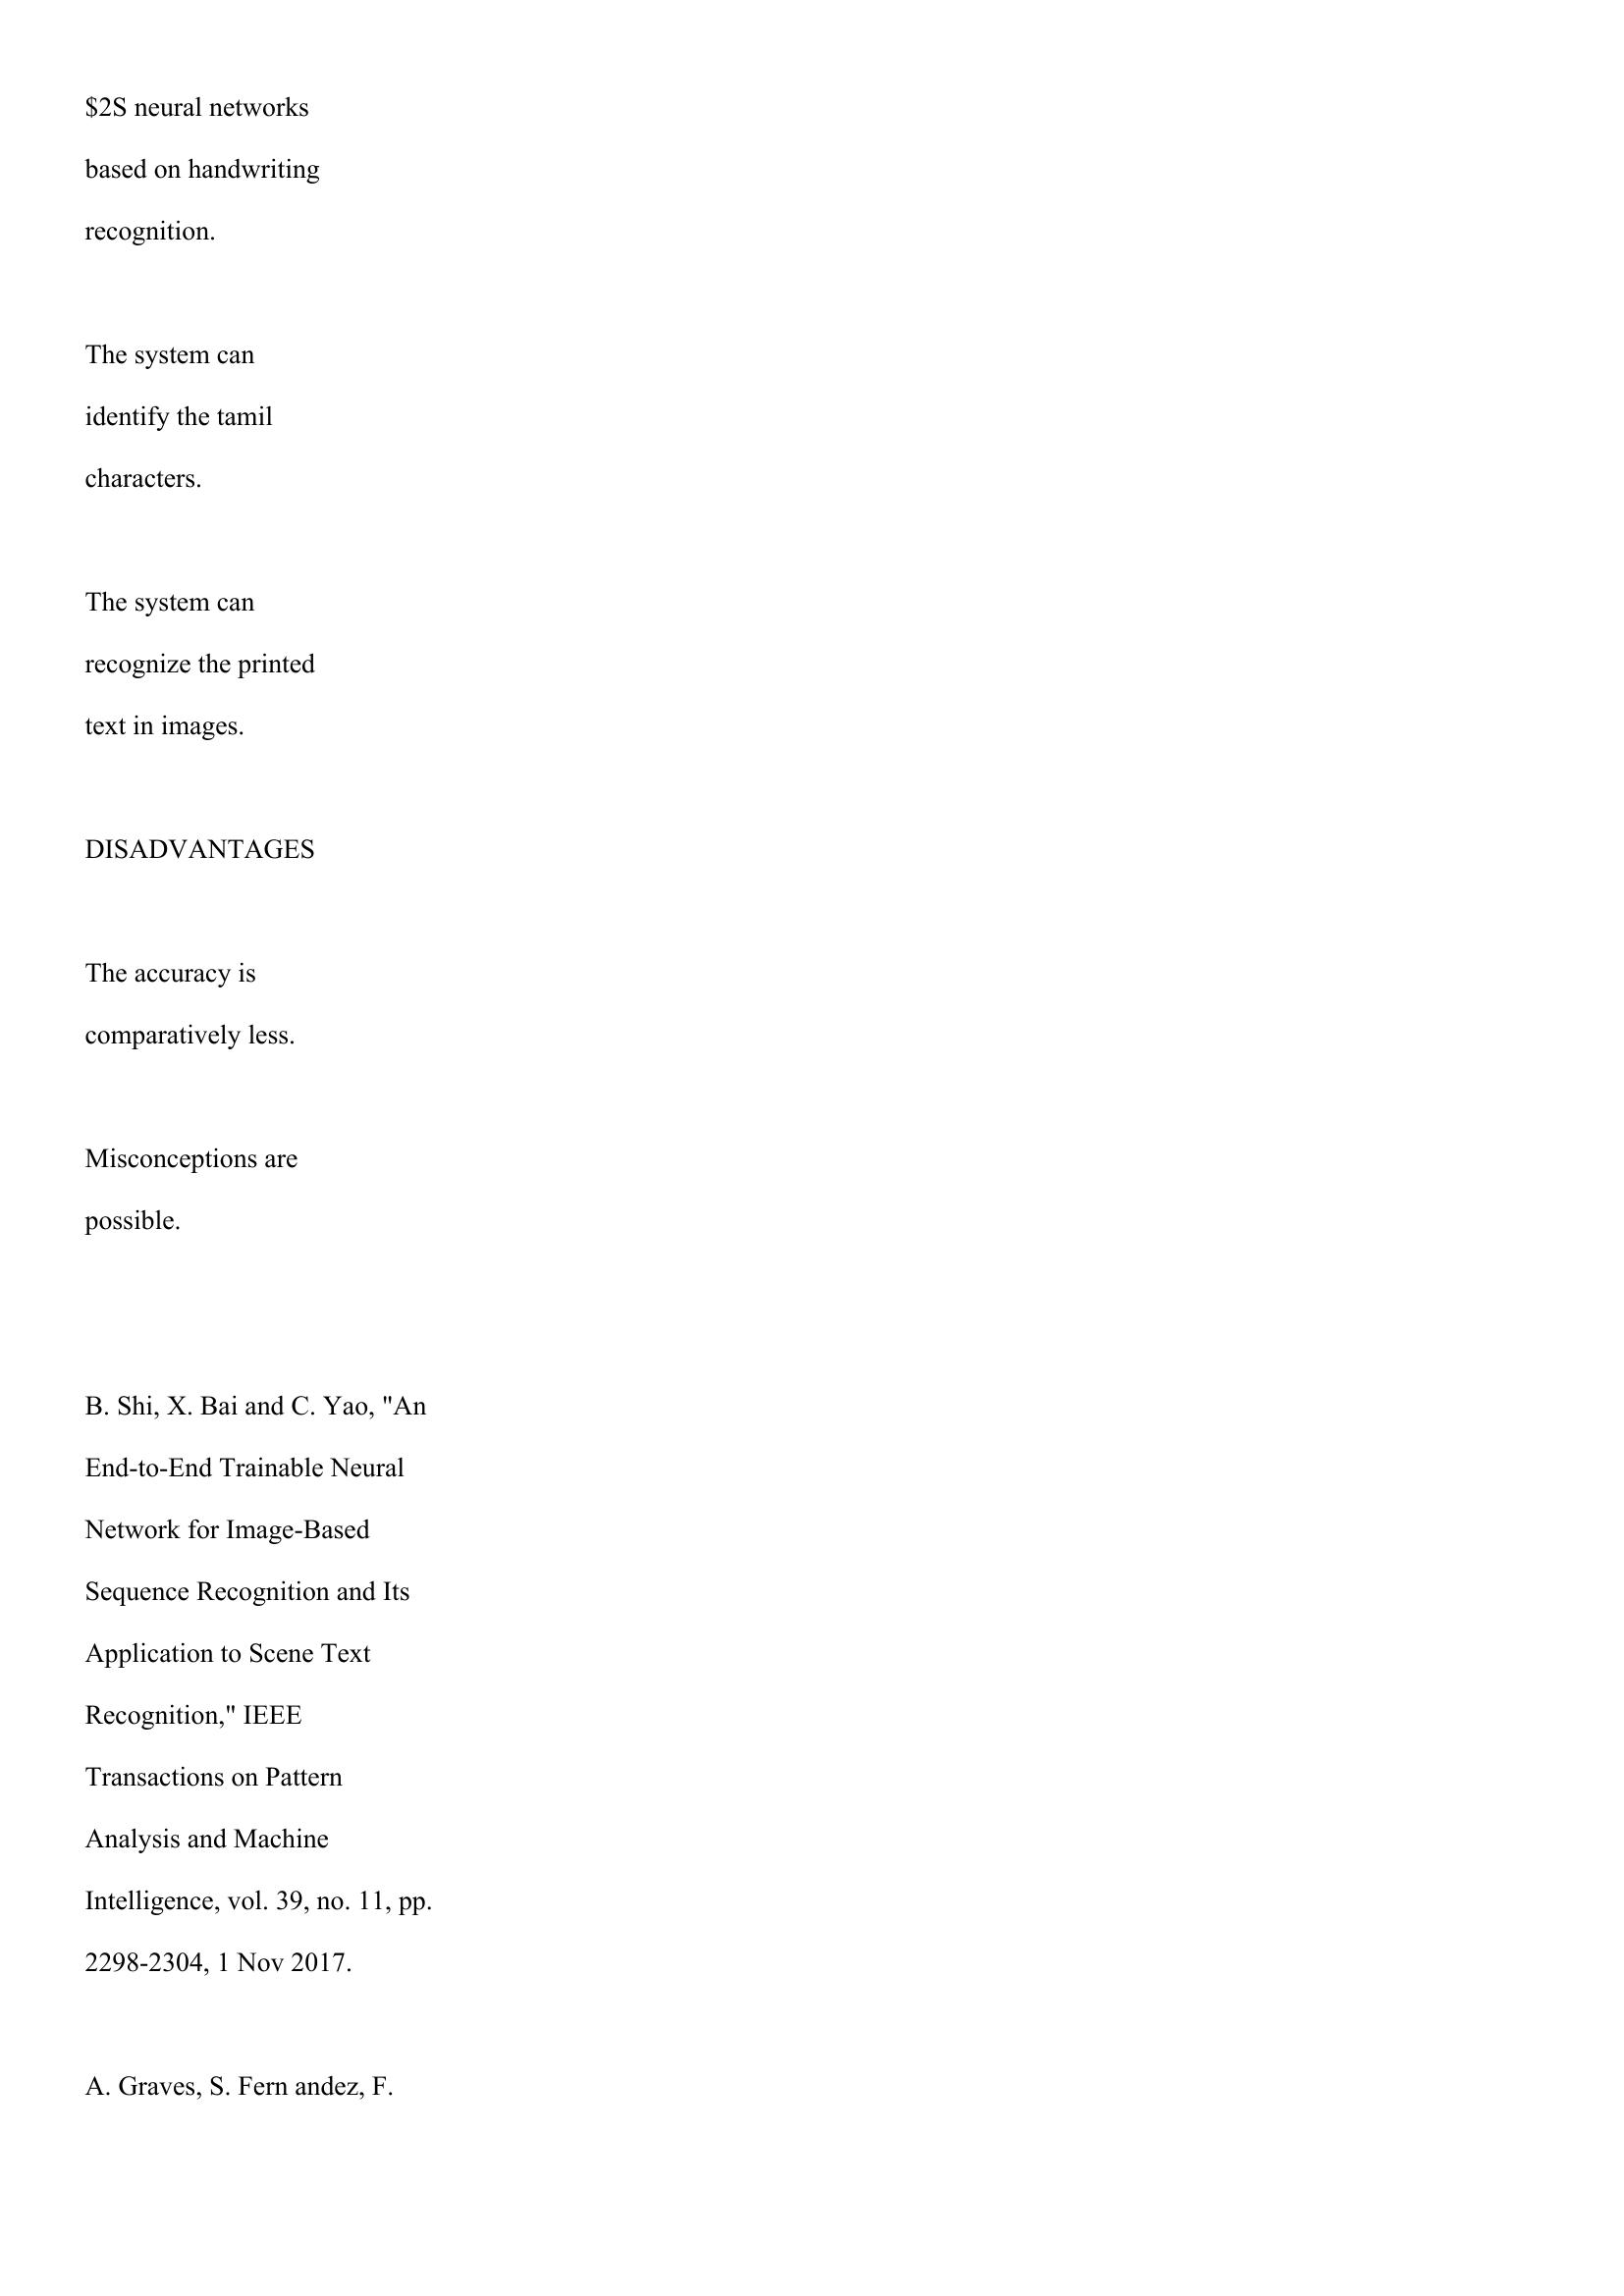 $2S neural networks
based on handwriting
recognition.
The system can
identify the tamil
characters.
The system can
recognize the printed
text in images.
DISADVANTAGES
The accuracy is
comparatively less.
Misconceptions are
possible.
B. Shi, X. Bai and C. Yao, "An
End-to-End Trainable Neural
Network for Image-Based
Sequence Recognition and Its
Application to Scene Text
Recognition," IEEE
Transactions on Pattern
Analysis and Machine
Intelligence, vol. 39, no. 11, pp.
2298-2304, 1 Nov 2017.
A. Graves, S. Fern andez, F.